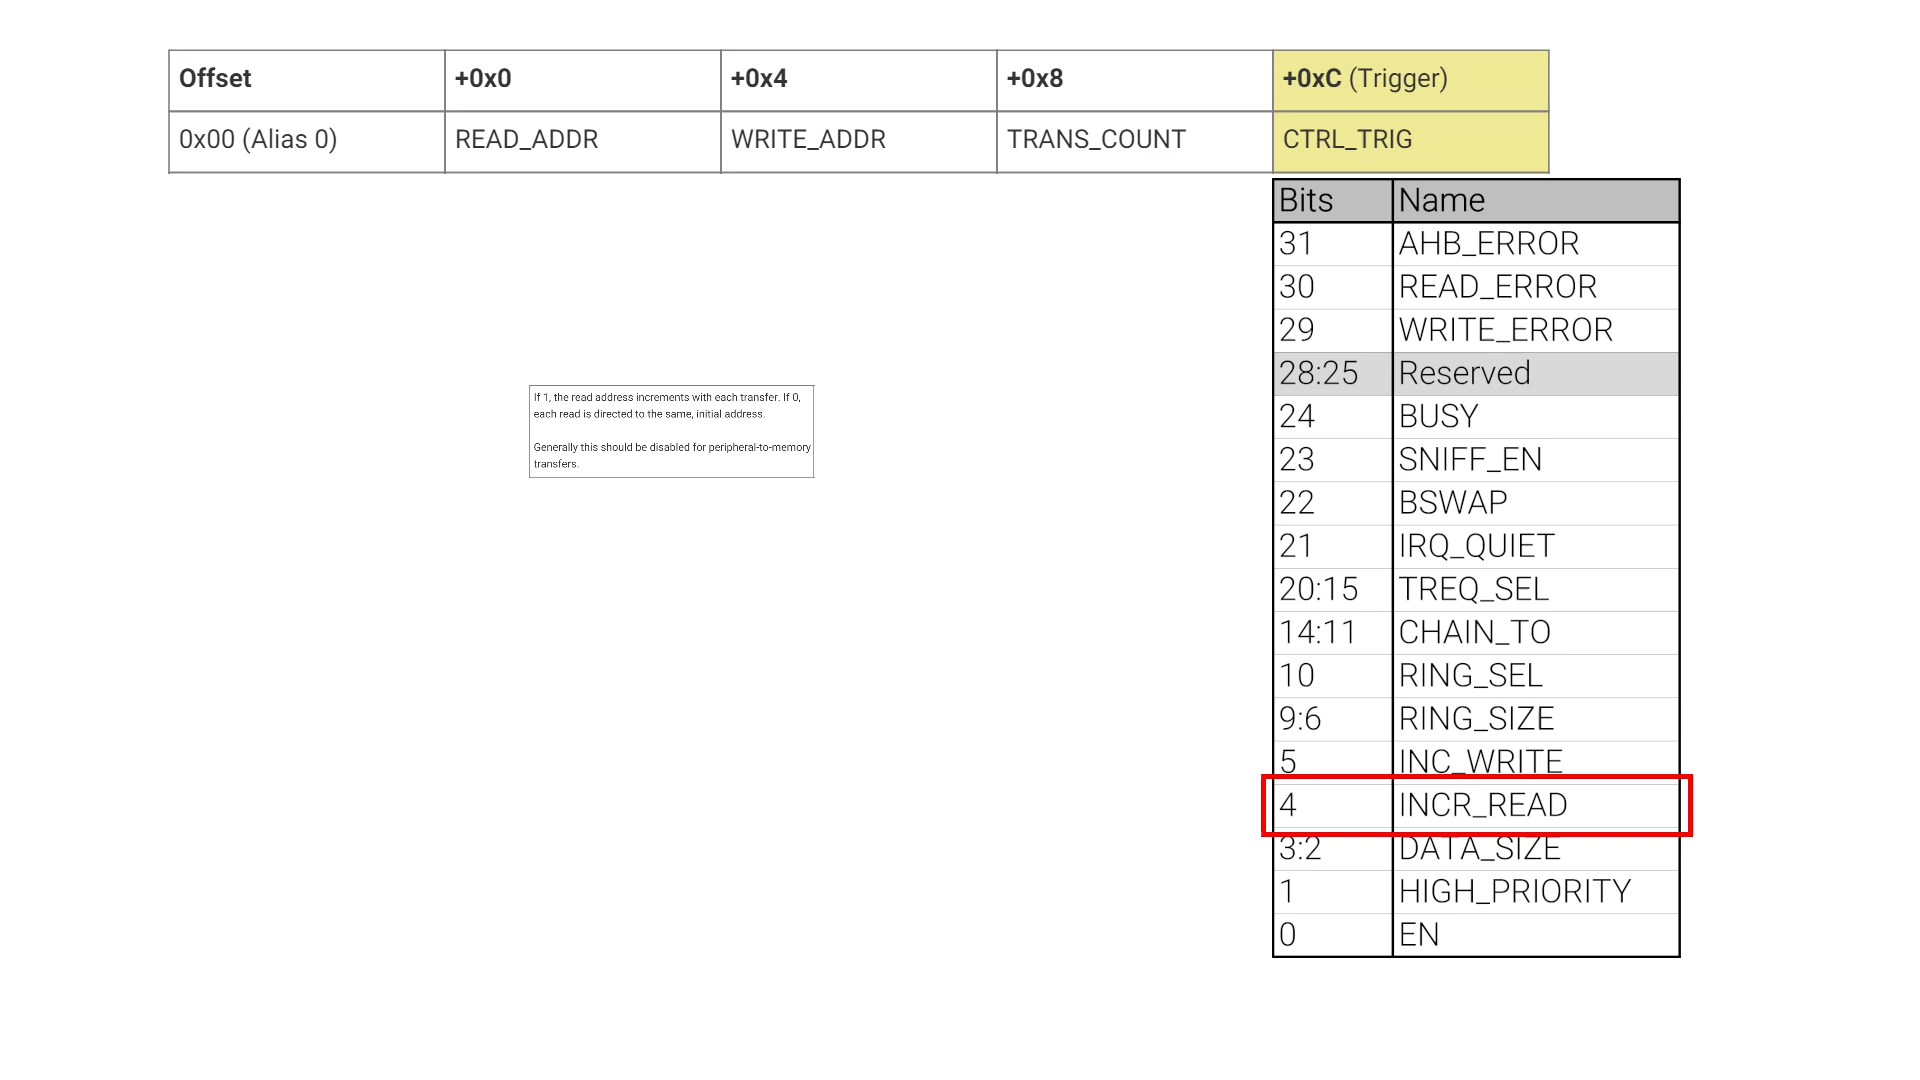 Offset +0x0 +0x4 +0x8 +0xC (Trigger)
0x00 (Alias 0) READ_ADDR WRITE_ADDR TRANS_COUNT CTRL_TRIG
Bits Name
31 AHB_ERROR
30 READ_ERROR
29 WRITE_ERROR
28:25 Reserved
24 BUSY
23 SNIFF_EN
22 BSWAP
21 IRQ_QUIET
20:15 TREQ_SEL
14:11 CHAIN_TO
10 RING_SEL
9:6 RING_SIZE
5 INC_WRITE
4 INCR_READ
3:2 DATA_SIZE
1 HIGH_PRIORITY
0 EN
If 1, the read address increments with each transfer. If 0,
each read is directed to the same, initial address.
Generally this should be disabled for peripheral-to-memory
transfers.